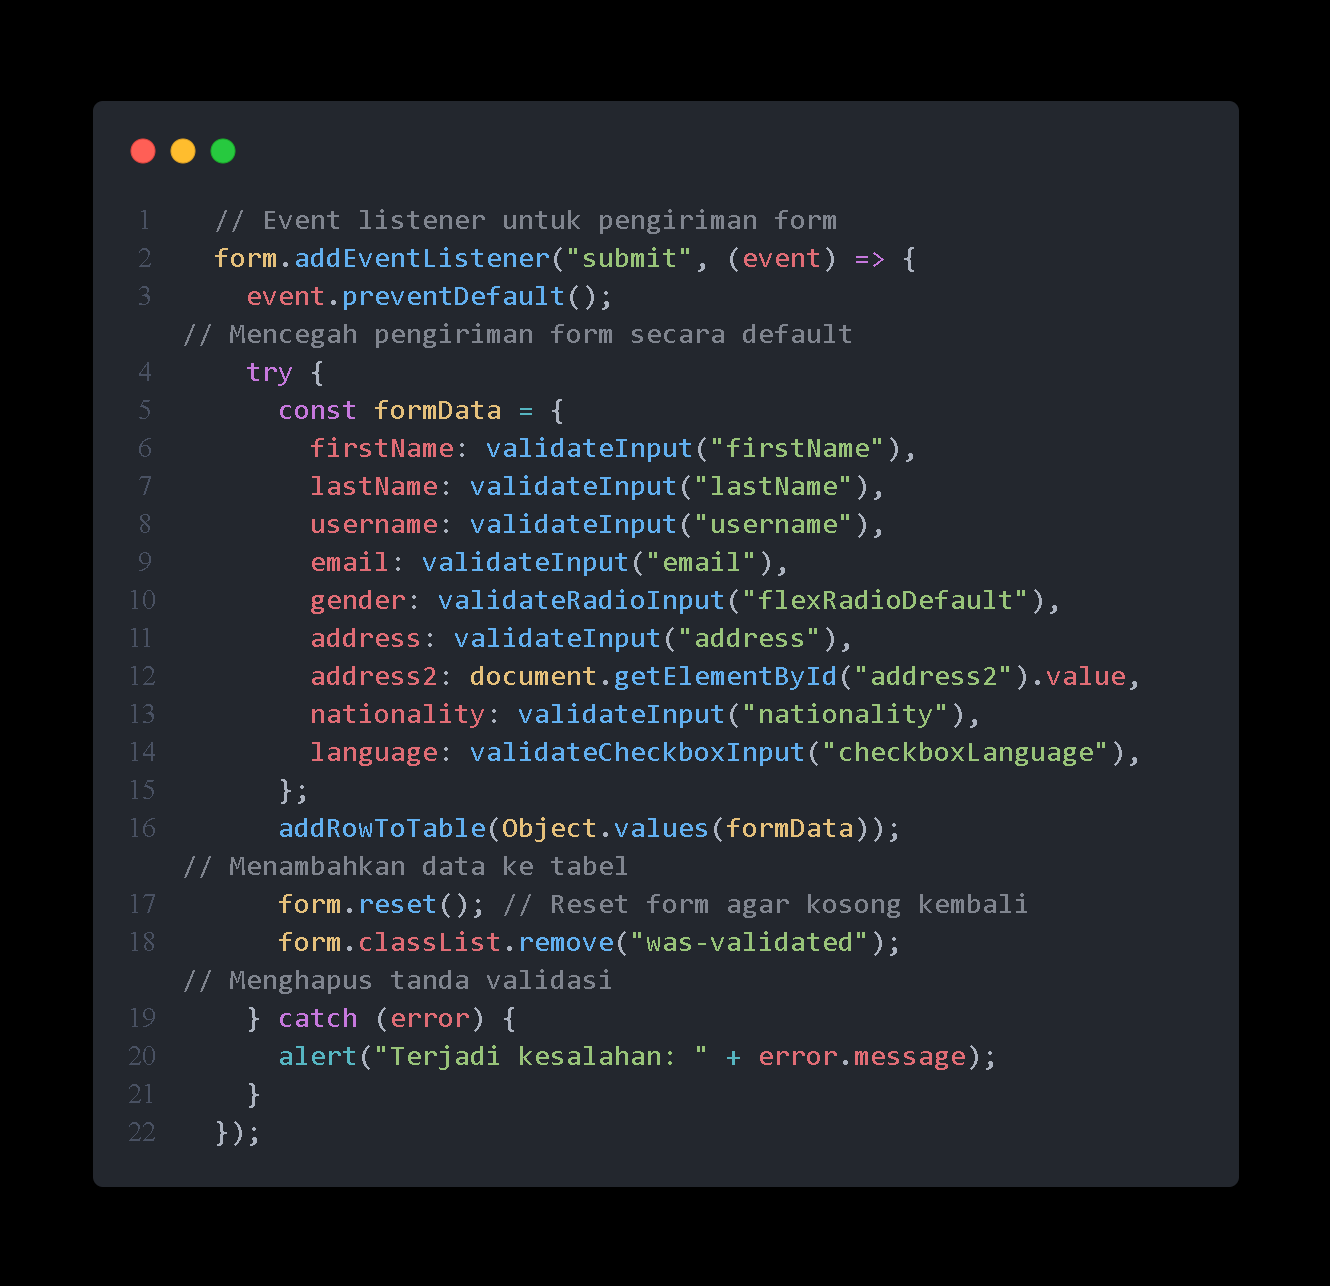 1 // Event listener untuk pengiriman form
2 form.addEventListener("submit", (event) => {
3 event.preventDefault();
// Mencegah pengiriman form secara default
4 try {
5 const formData = {
6 firstName: validateInput("firstName"),
7 lastName: validateInput("lastName"),
8 username: validateInput("username"),
9 email: validateInput("email"),
10 gender: validateRadioInput("flexRadioDefault"),
11 address: validateInput("address"),
12 address2: document.getElementById("address2").value,
13 nationality: validateInput("nationality"),
14 language: validateCheckboxInput("checkboxLanguage"),
15 };
16 addRowToTable(Object.values(formData));
// Menambahkan data ke tabel
17 form.reset(); // Reset form agar kosong kembali
18 form.classList.remove("was-validated");
// Menghapus tanda validasi
19 } catch (error) {
20 alert("Terjadi kesalahan: " + error.message);
21 }
22 });